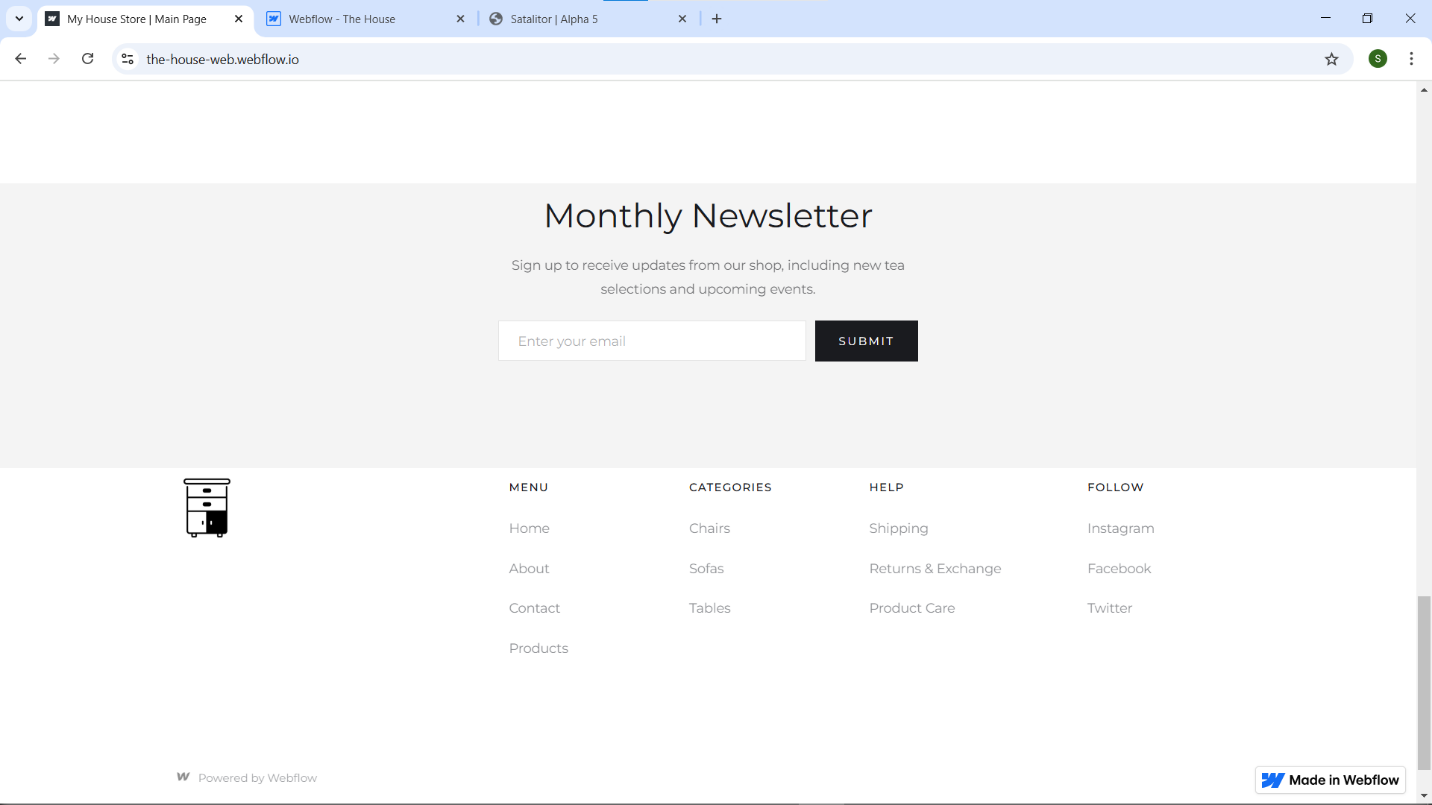 My House Store | Main Page
Webflow - The House
Satalitor | Alpha 5
the-house-web.webflow.io
S
Monthly Newsletter
Sign up to receive updates from our shop, including new tea
selections and upcoming events.
Enter your email
SUBMIT
MENU
Home
About
Contact
Products
CATEGORIES
Chairs
Sofas
Tables
HELP
Shipping
Returns & Exchange
Product Care
FOLLOW
Instagram
Facebook
Twitter
Powered by Webflow
Made in Webflow